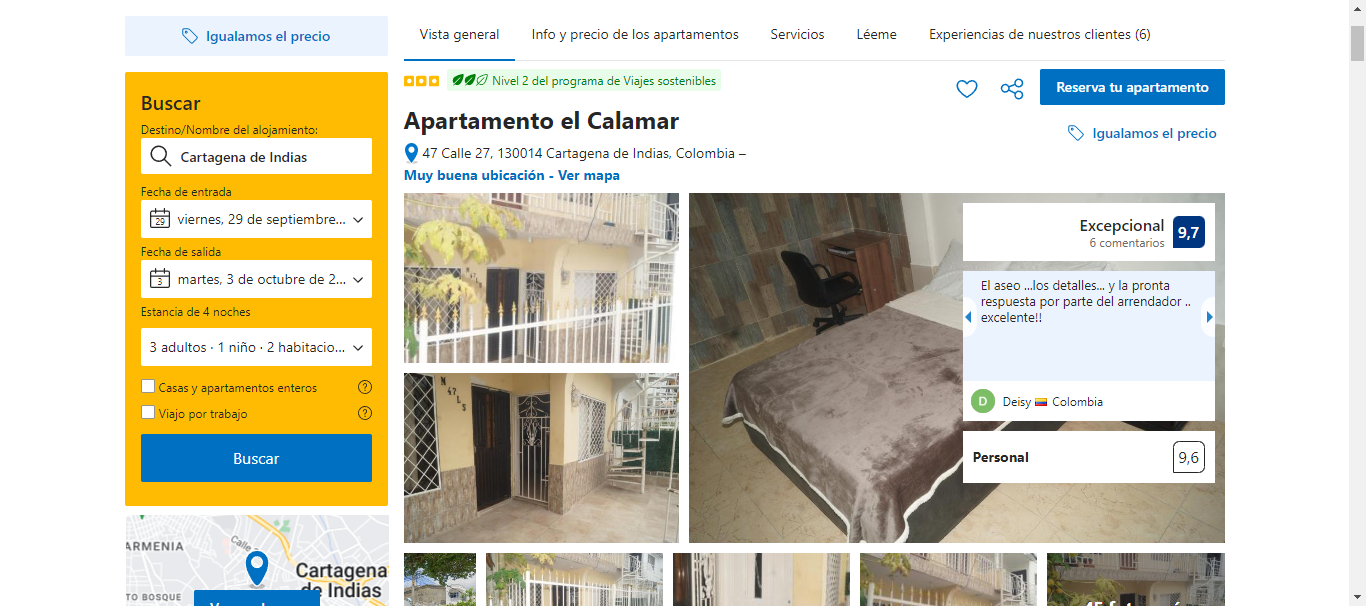 Igualamos el precio
Vista general
Info y precio de los apartamentos
Servicios
Léeme
Experiencias de nuestros clientes (6)
Buscar
Destino/Nombre del alojamiento:
Cartagena de Indias
Fecha de entrada
29
viernes, 29 de septiembre...
Fecha de salida
3
martes, 3 de octubre de 2...
Estancia de 4 noches
3 adultos · 1 niño · 2 habitacio...
Casas y apartamentos enteros
Viajo por trabajo
Buscar
Nivel 2 del programa de Viajes sostenibles
Reserva tu apartamento
Igualamos el precio
Apartamento el Calamar
47 Calle 27, 130014 Cartagena de Indias, Colombia –
Muy buena ubicación - Ver mapa
Excepcional
6 comentarios
9,7
El aseo ...los detalles... y la pronta
respuesta por parte del arrendador ..
excelente!!
D
Deisy
Colombia
Personal
9,6
ARMENIA
Calle
Cartagena
de Indias
TO BOSQUE